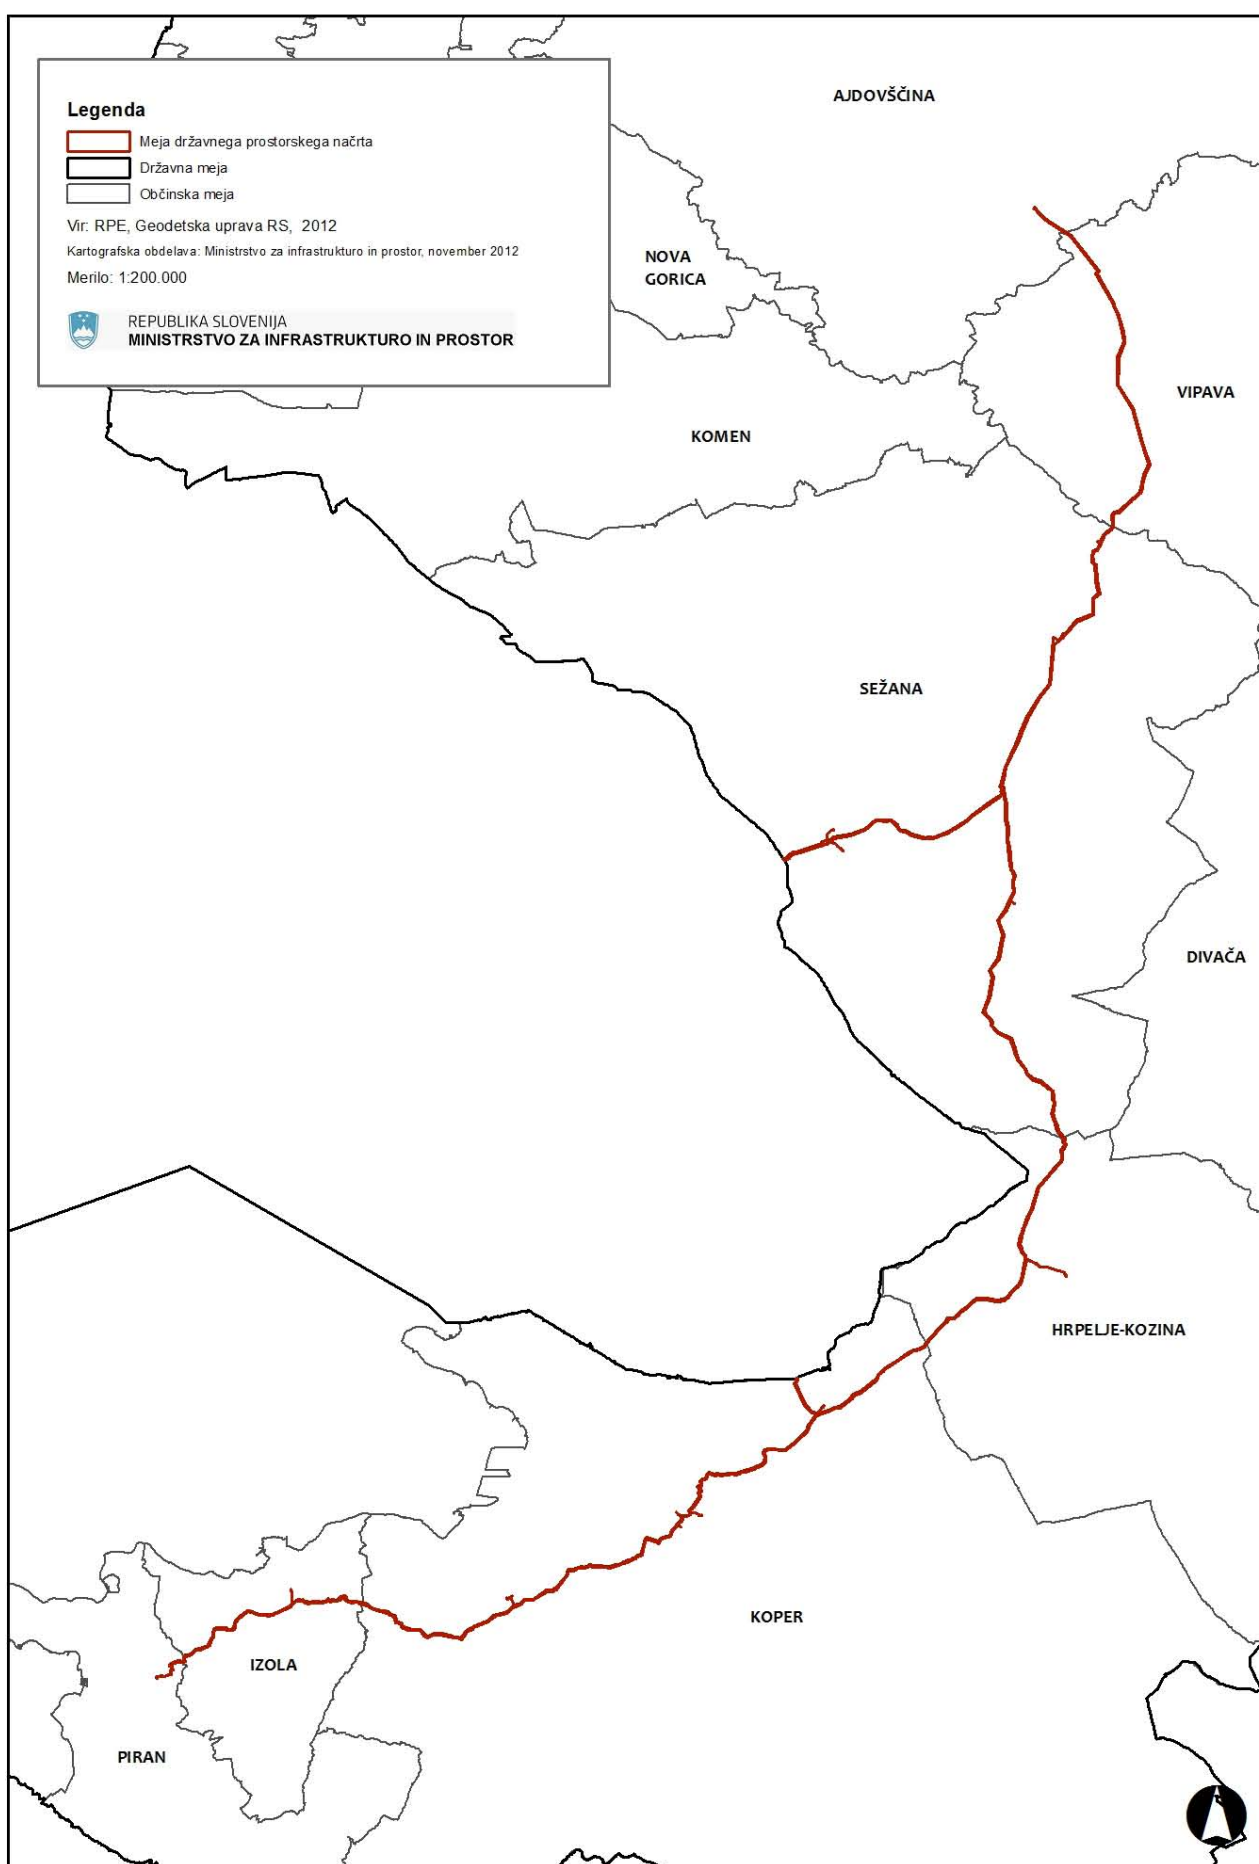 Legenda
Meja državnega prostorskega načrta
Državna meja
Občinska meja
Vir: RPE, Geodetska uprava RS, 2012
Kartografska obdelava: Ministrstvo za infrastrukturo in prostor, november 2012
Merilo: 1:200.000
REPUBLIKA SLOVENIJA
MINISTRSTVO ZA INFRASTRUKTURO IN PROSTOR
AJDOVŠČINA
NOVA
GORICA
VIPAVA
KOMEN
SEŽANA
DIVAČA
HRPELJE-KOZINA
KOPER
IZOLA
PIRAN